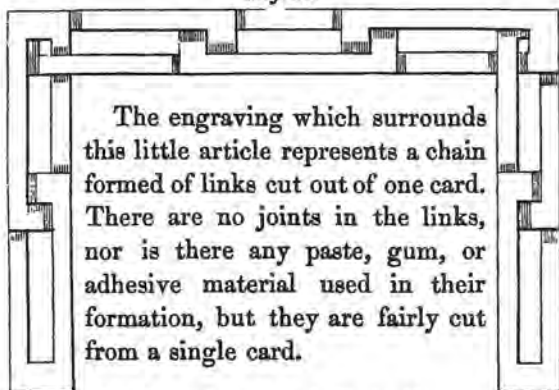 The engraving which surrounds
this little article represents a chain
formed of links cut out of one card.
There are no joints in the links,
nor is there any paste, gum, or
adhesive material used in their
formation, but they are fairly cut
from a single card.